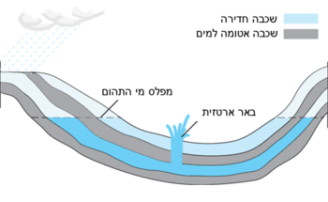 שכבה חדירה
שכבה אטומה למים
מפלס מי התהום
באר ארטזית